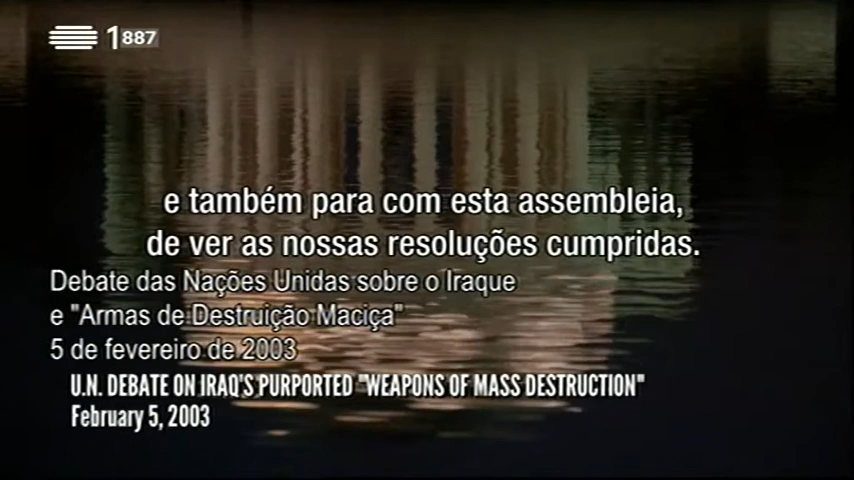 1 887
e também para com esta assembleia,
de ver as nossas resoluções cumpridas.
Debate das Nações Unidas sobre o Iraque
e "Armas de Destruição Maciça"
5 de fevereiro de 2003
U.N. DEBATE ON IRAQ'S PURPORTED "WEAPONS OF MASS DESTRUCTION"
February 5, 2003